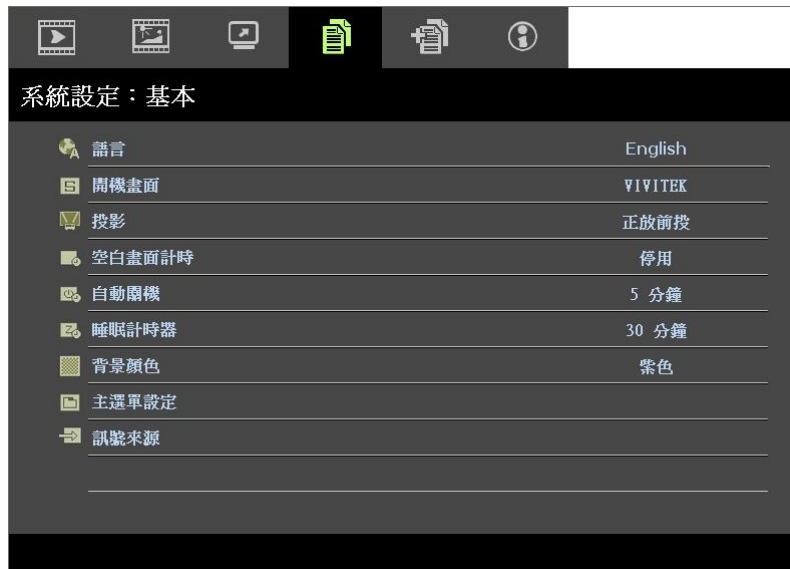 系統設定：基本
語言 English
開機畫面 VIVITEK
投影 正放前投
空白畫面計時 停用
自動關機 5 分鐘
睡眠計時器 30 分鐘
背景顏色 紫色
主選單設定
訊號來源